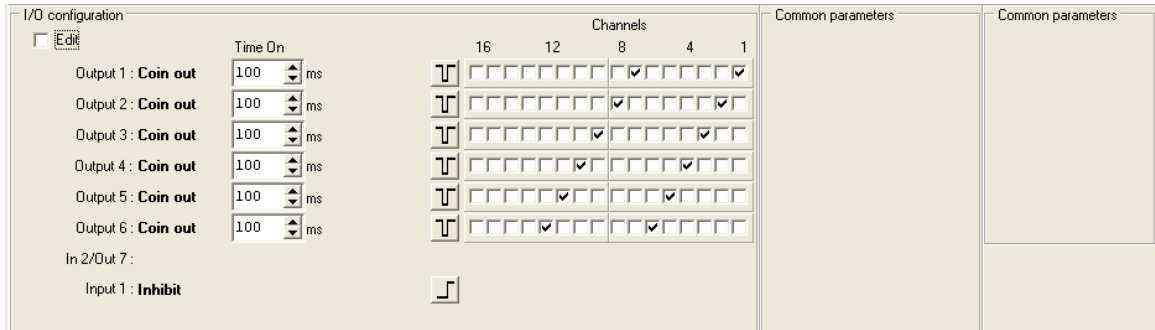 I/O configuration
Edit
Time On
Channels
16 12 8 4 1
Output 1 : Coin out 100 ms
Output 2 : Coin out 100 ms
Output 3 : Coin out 100 ms
Output 4 : Coin out 100 ms
Output 5 : Coin out 100 ms
Output 6 : Coin out 100 ms
In 2/Out 7 :
Input 1 : Inhibit
Common parameters
Common parameters